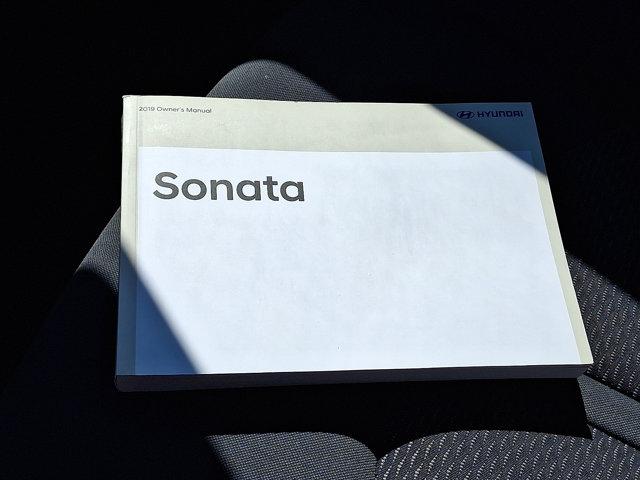 2019 Owner's Manual
HYUNDAI
Sonata